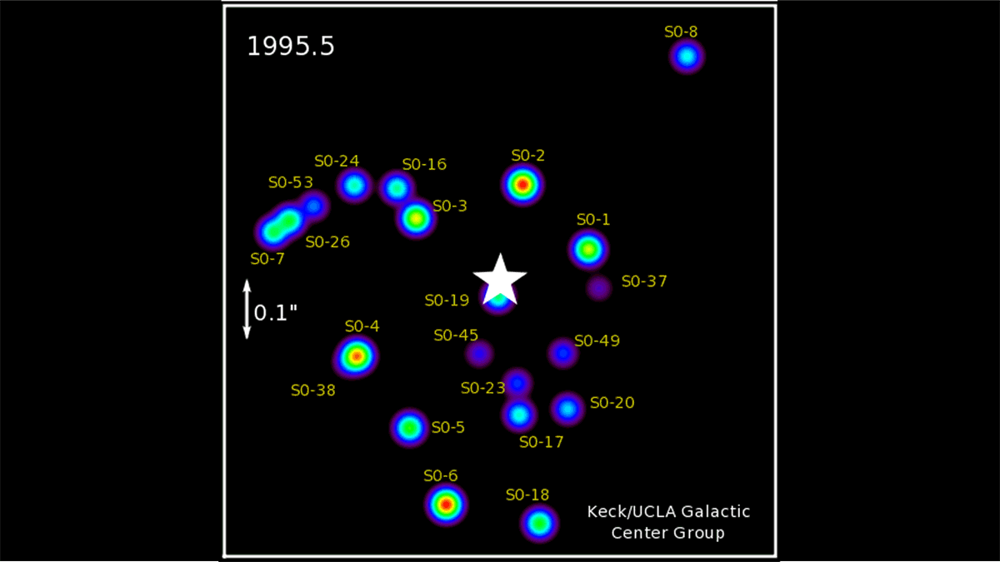 1995.5
S0-8
S0-2
S0-24
S0-16
S0-53
S0-3
S0-1
S0-26
S0-7
S0-37
S0-19
0.1"
S0-4
S0-45
S0-49
S0-38
S0-23
S0-20
S0-5
S0-17
S0-6
S0-18
Keck/UCLA Galactic
Center Group